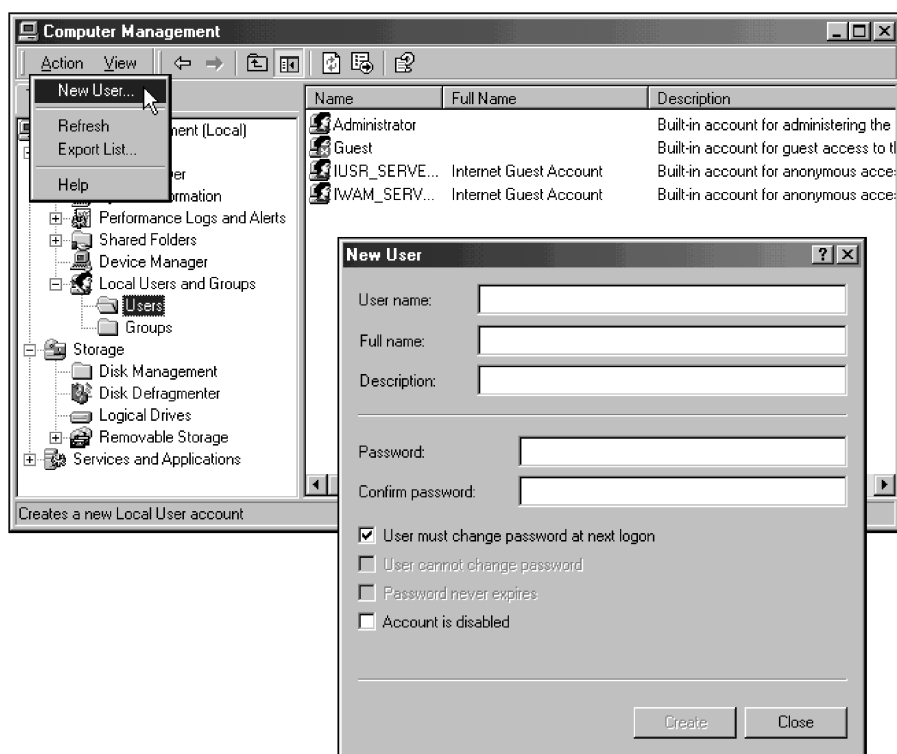 Computer Management
Action View
New User...
Refresh
Export List...
Help
ment (Local)
er
rmation
Performance Logs and Alerts
Shared Folders
Device Manager
Local Users and Groups
Users
Groups
Storage
Disk Management
Disk Defragmenter
Logical Drives
Removable Storage
Services and Applications
Name Full Name Description
Administrator Built-in account for administering the
Guest Built-in account for guest access to t
IUSR_SERVE... Internet Guest Account Built-in account for anonymous acce
IWAM_SERV... Internet Guest Account Built-in account for anonymous acce
Creates a new Local User account
New User
User name:
Full name:
Description:
Password:
Confirm password:
User must change password at next logon
User cannot change password
Password never expires
Account is disabled
Create Close